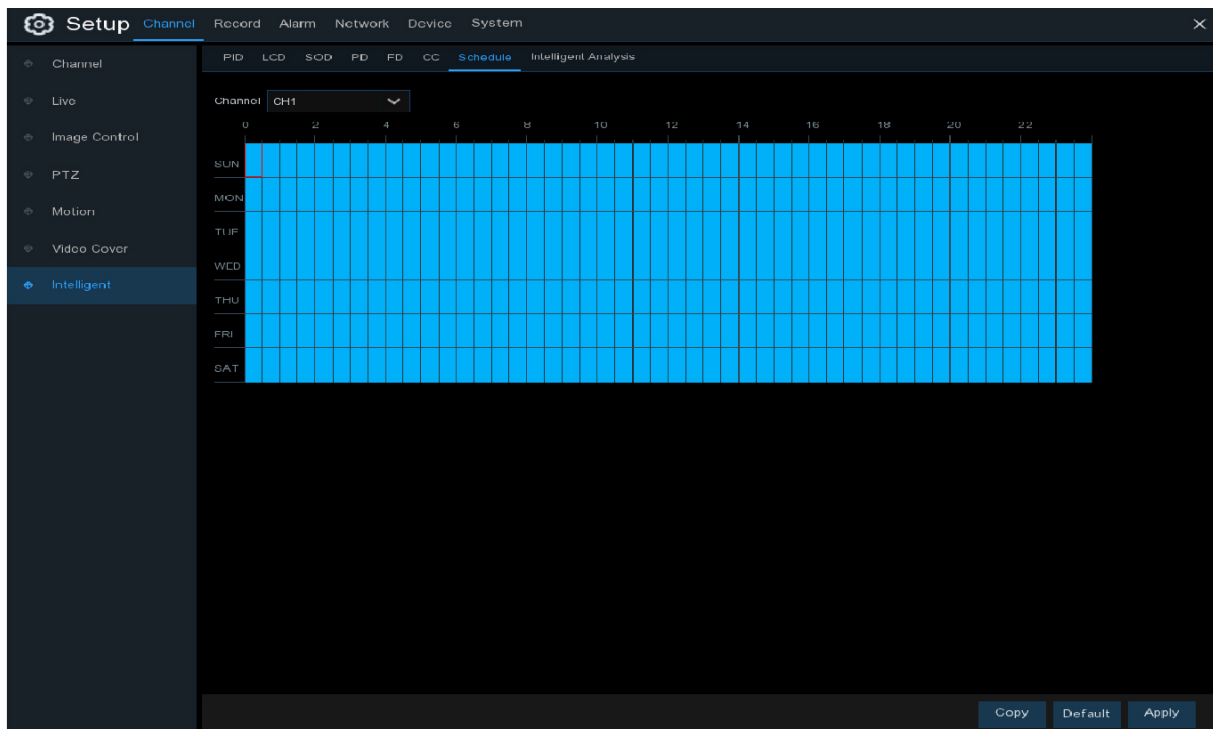 Setup Channel Record Alarm Network Device System
PID LCD SOD PD FD CC Schedule Intelligent Analysis
Channel
Live
Image Control
PTZ
Motion
Video Cover
Intelligent
Channel CH1
0 2 4 6 8 10 12 14 16 18 20 22
SUN
MON
TUE
WED
THU
FRI
SAT
Copy Default Apply